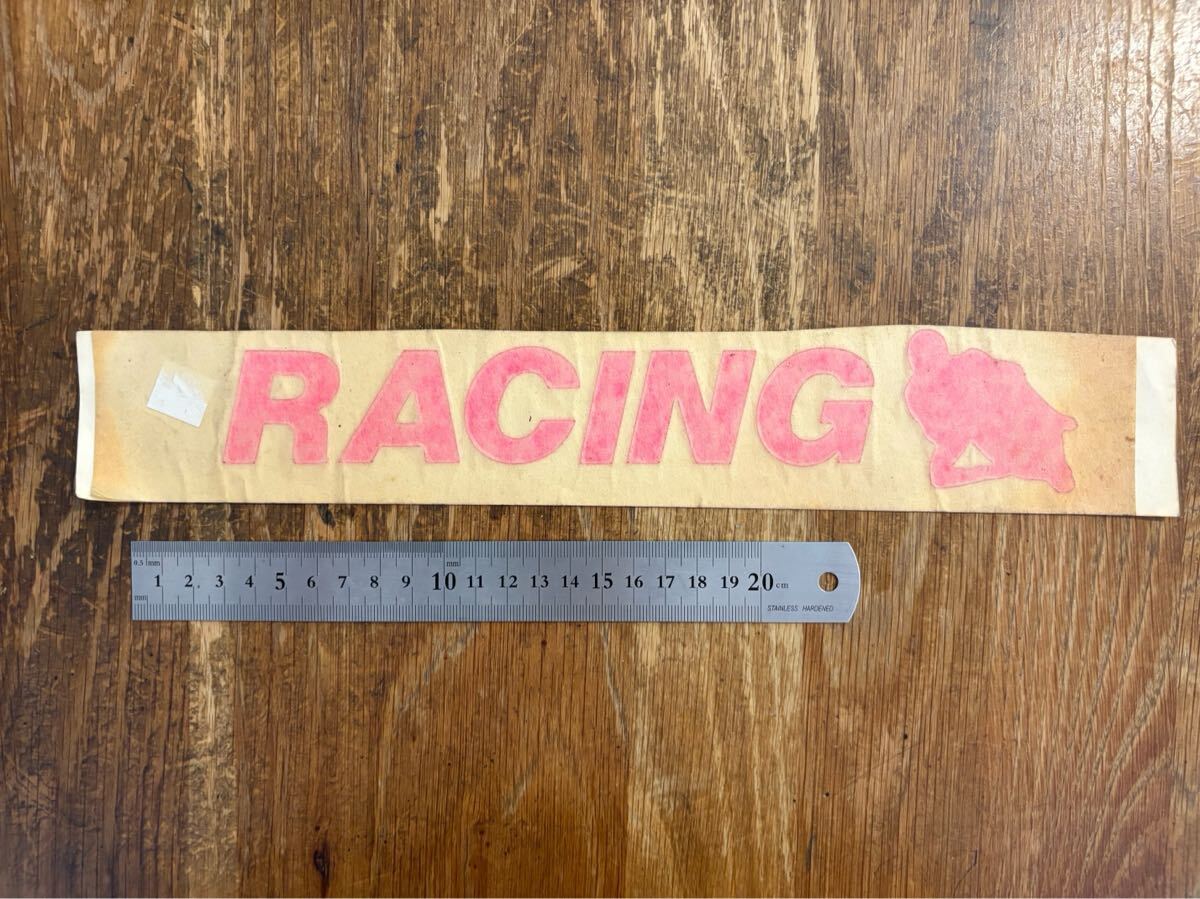 RACING
0.5 mm mm
1 2 3 4 5 6 7 8 9 10 11 12 13 14 15 16 17 18 19 20 cm
mm STAINLESS HARDENED